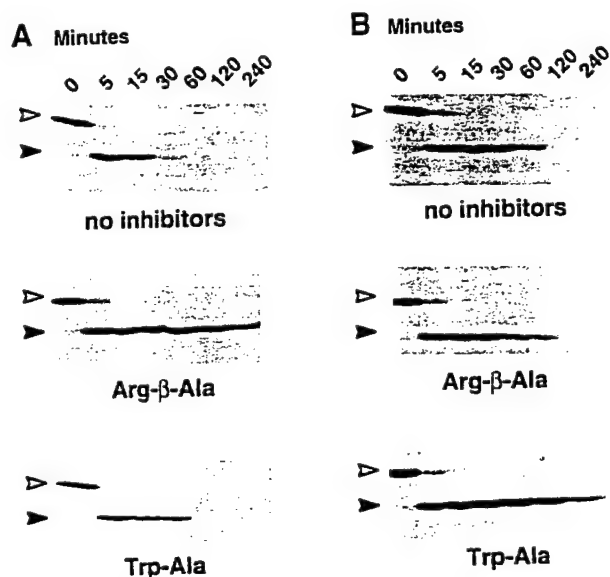 A Minutes
0 5 15 30 60 120 240
no inhibitors
Arg-β-Ala
Trp-Ala
B Minutes
0 5 15 30 60 120 240
no inhibitors
Arg-β-Ala
Trp-Ala